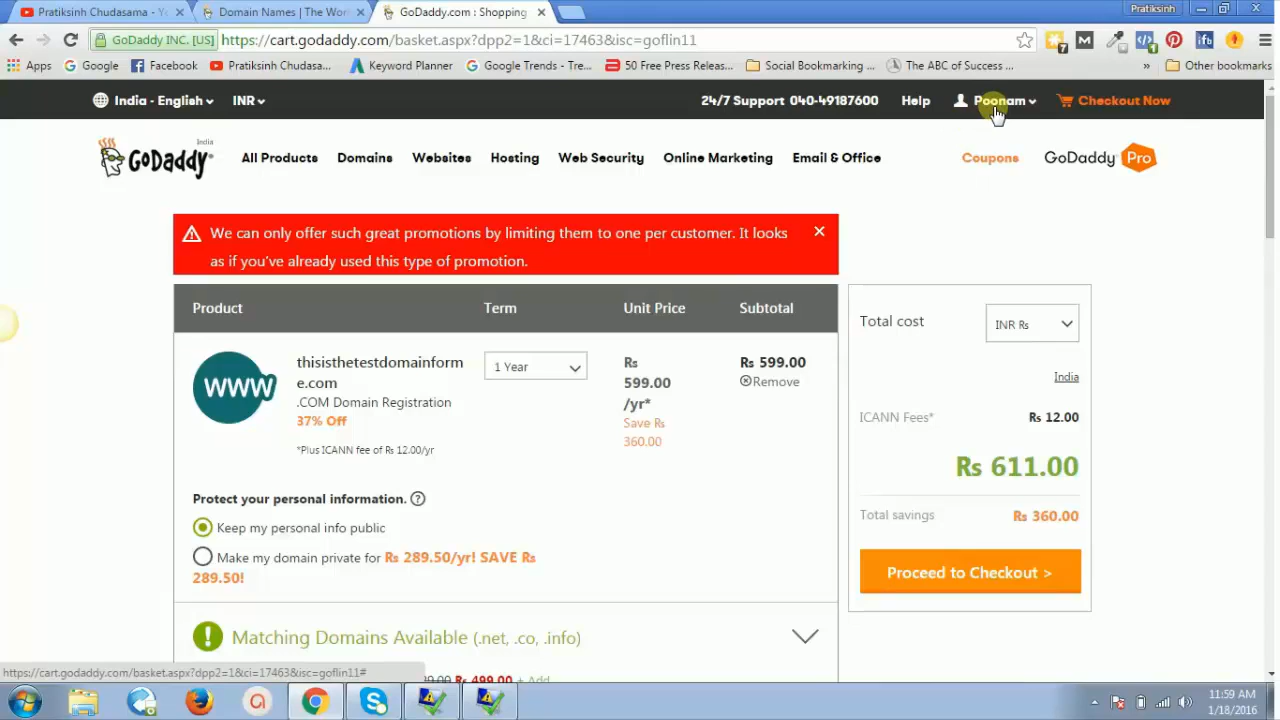 Pratiksinh Chudasama - Y
Domain Names | The Wor
GoDaddy.com : Shopping
Pratiksinh
GoDaddy INC. [US]
https://cart.godaddy.com/basket.aspx?dpp2=1&ci=17463&isc=goflin11
Apps
Google
Facebook
Pratiksinh Chudasa...
Keyword Planner
Google Trends - Tre...
50 Free Press Releas...
Social Bookmarking ...
The ABC of Success ...
»
Other bookmarks
India - English
INR
24/7 Support 040-49187600
Help
Poonam
Checkout Now
India
GoDaddy
All Products
Domains
Websites
Hosting
Web Security
Online Marketing
Email & Office
Coupons
GoDaddy Pro
We can only offer such great promotions by limiting them to one per customer. It looks
as if you've already used this type of promotion.
Product
Term
Unit Price
Subtotal
www
thisisthetestdomainform
e.com
.COM Domain Registration
37% Off
*Plus ICANN fee of Rs 12.00/yr
1 Year
Rs
599.00
/yr*
Save Rs
360.00
Rs 599.00
Remove
Protect your personal information. ?
Keep my personal info public
Make my domain private for Rs 289.50/yr! SAVE Rs
289.50!
Matching Domains Available (.net, .co, .info)
Rs 499.00 + Add
Total cost
INR Rs
India
ICANN Fees*
Rs 12.00
Rs 611.00
Total savings
Rs 360.00
Proceed to Checkout >
https://cart.godaddy.com/basket.aspx?dpp2=1&ci=17463&isc=goflin11#
11:59 AM
1/18/2016